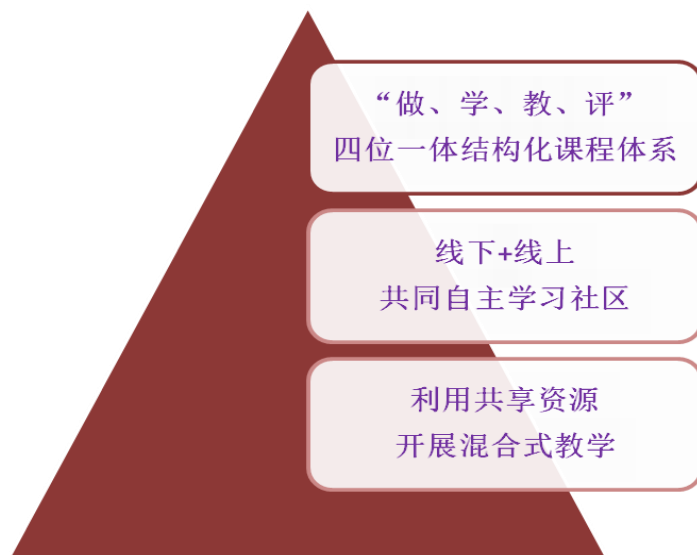 “做、学、教、评”
四位一体结构化课程体系
线下+线上
共同自主学习社区
利用共享资源
开展混合式教学